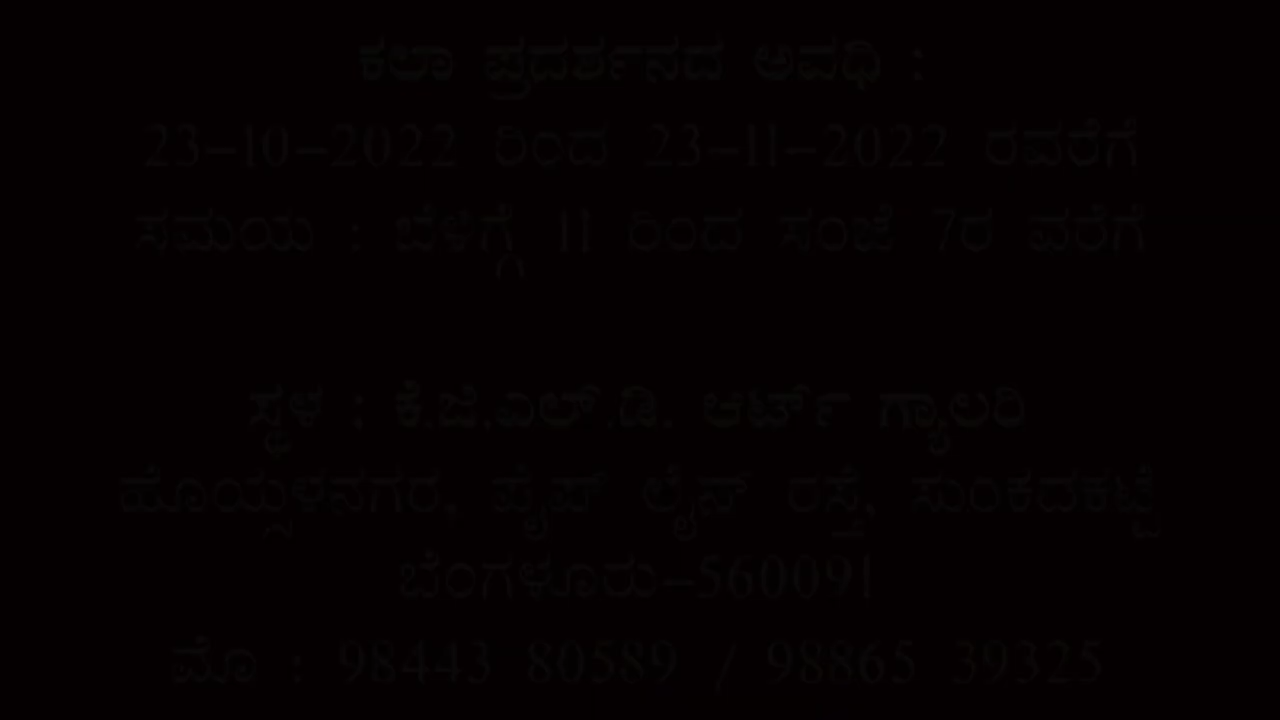 ಕಲಾ ಪ್ರದರ್ಶನದ ಅವಧಿ :
23-10-2022 ರಿಂದ 23-11-2022 ರವರೆಗೆ
ಸಮಯ : ಬೆಳಿಗ್ಗೆ 11 ರಿಂದ ಸಂಜೆ 7ರ ವರೆಗೆ
ಸ್ಥಳ : ಕೆ.ಜಿ.ಎಲ್.ಡಿ. ಆರ್ಟ್ ಗ್ಯಾಲರಿ
ಹೊಯ್ಸಳನಗರ, ಪೈಪ್ ಲೈನ್ ರಸ್ತೆ, ಸುಂಕದಕಟ್ಟೆ
ಬೆಂಗಳೂರು-560091
ಮೊ : 98443 80589 / 98865 39325